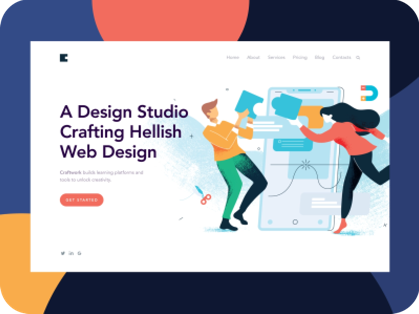 Home About Services Pricing Blog Contacts
A Design Studio
Crafting Hellish
Web Design
Craftwork builds learning platforms and
tools to unlock creativity.
GET STARTED